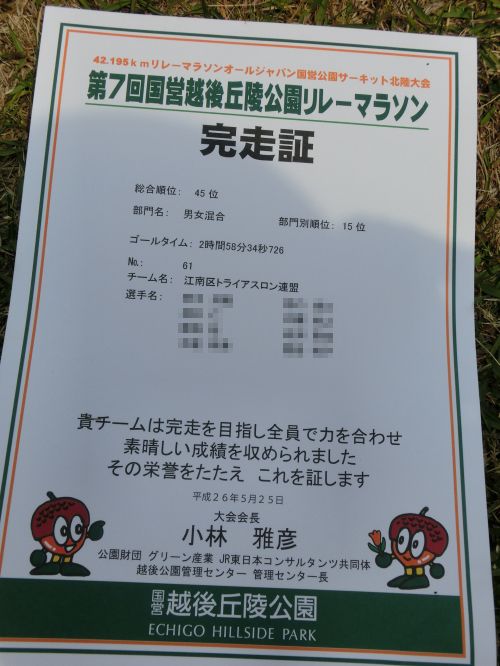 42.195kmリレーマラソンオールジャパン国営公園サーキット北陸大会
第7回国営越後丘陵公園リレーマラソン
完走証
総合順位： 45 位
部門名： 男女混合 部門別順位： 15 位
ゴールタイム：2時間58分34秒726
No.： 61
チーム名： 江南区トライアスロン連盟
選手名：
貴チームは完走を目指し全員で力を合わせ
素晴しい成績を収められました
その栄誉をたたえ これを証します
平成26年5月25日
大会会長
小林 雅彦
公園財団 グリーン産業 JR東日本コンサルタンツ共同体
越後公園管理センター 管理センター長
国営 越後丘陵公園
ECHIGO HILLSIDE PARK